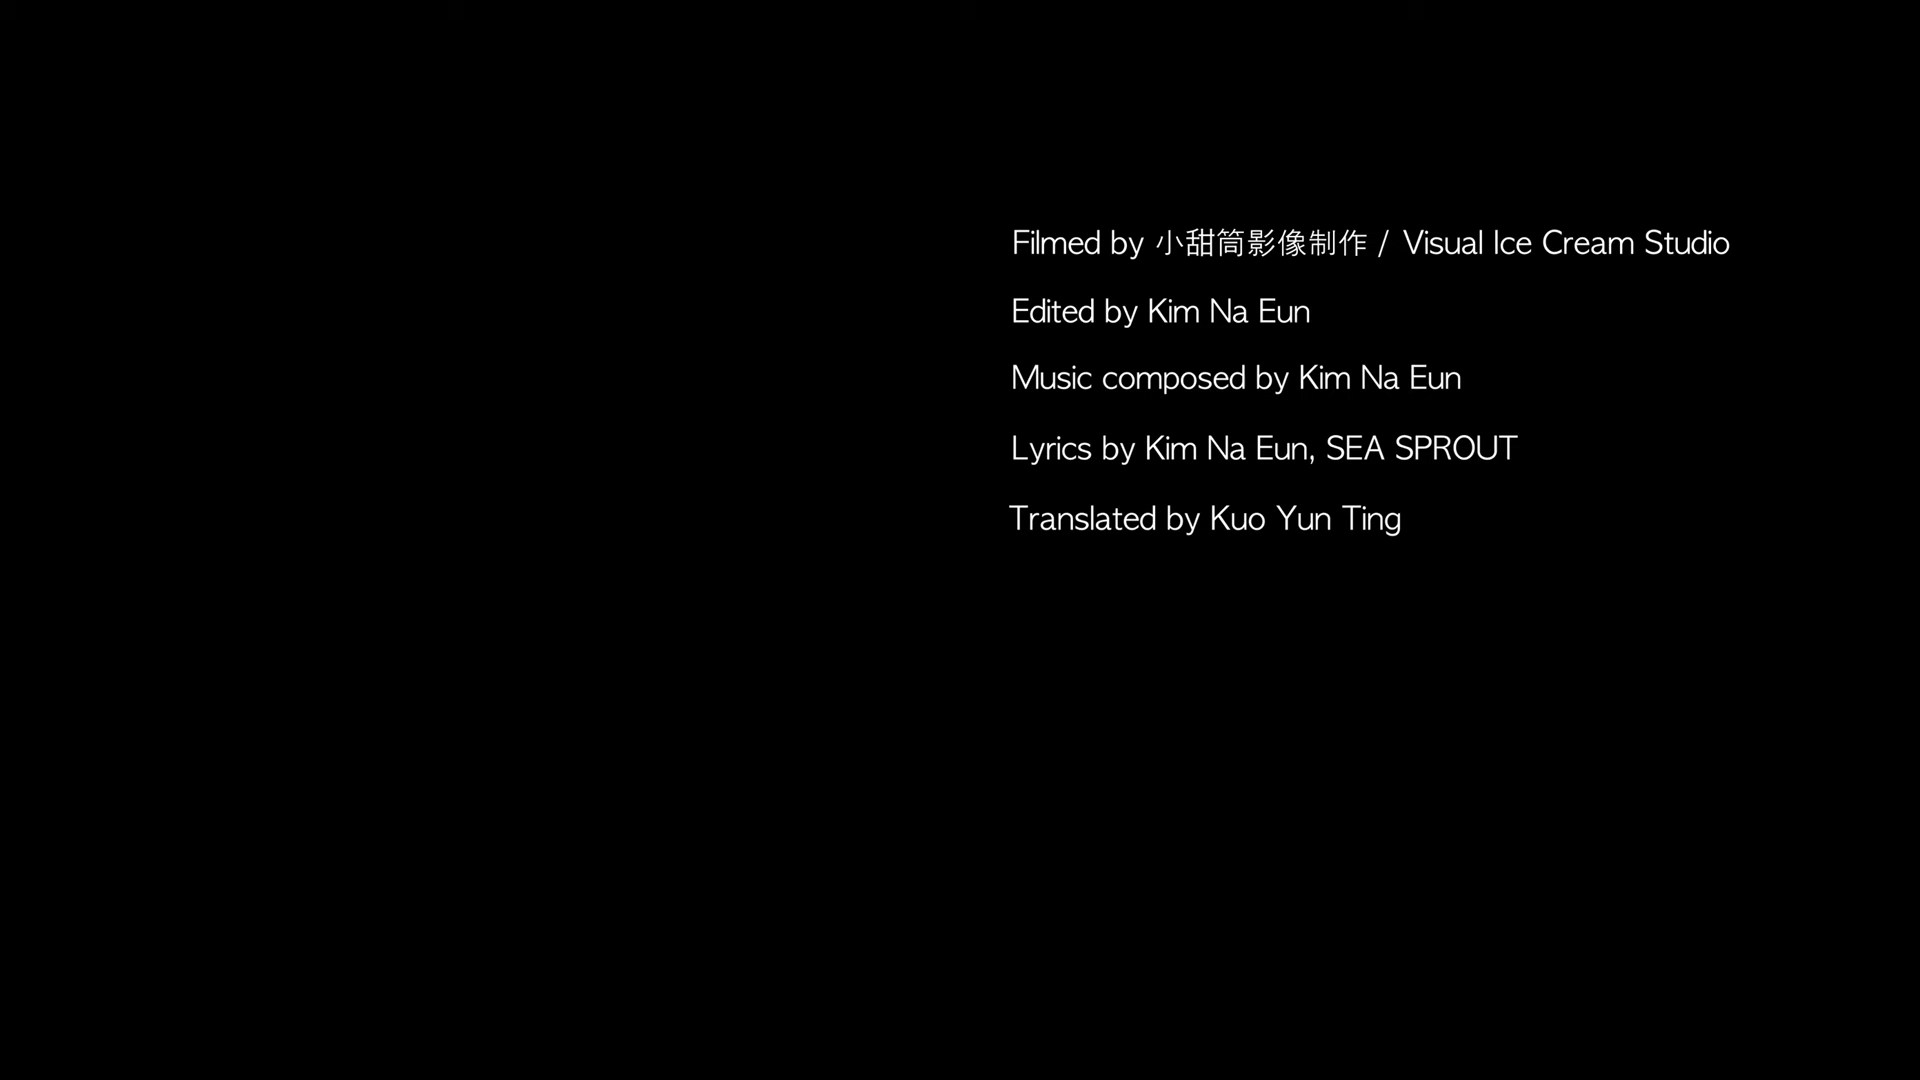 Filmed by 小甜筒影像制作 / Visual Ice Cream Studio
Edited by Kim Na Eun
Music composed by Kim Na Eun
Lyrics by Kim Na Eun, SEA SPROUT
Translated by Kuo Yun Ting